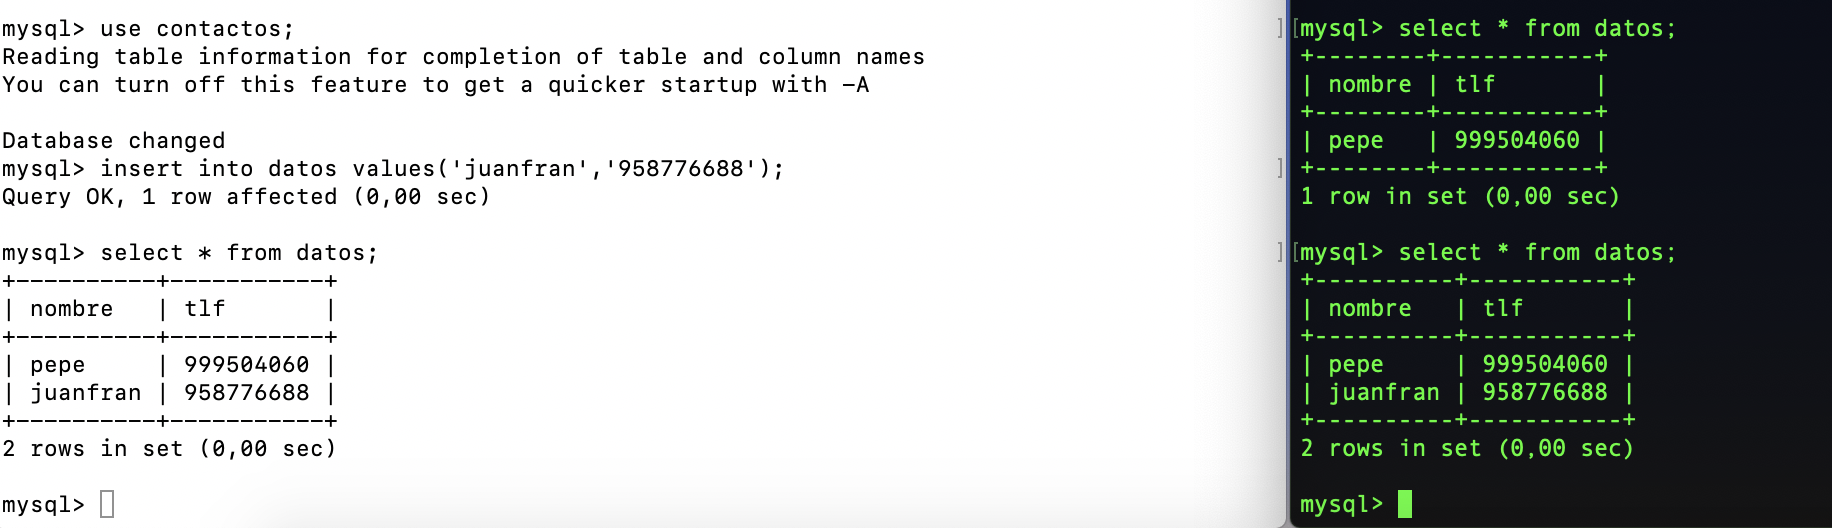 mysql> use contactos;
Reading table information for completion of table and column names
You can turn off this feature to get a quicker startup with -A

Database changed
mysql> insert into datos values('juanfran','958776688');
Query OK, 1 row affected (0,00 sec)

mysql> select * from datos;
+----------+-----------+
| nombre   | tlf       |
+----------+-----------+
| pepe     | 999504060 |
| juanfran | 958776688 |
+----------+-----------+
2 rows in set (0,00 sec)

mysql>
]
]
]
[mysql> select * from datos;
+--------+-----------+
| nombre | tlf       |
+--------+-----------+
| pepe   | 999504060 |
+--------+-----------+
1 row in set (0,00 sec)

[mysql> select * from datos;
+----------+-----------+
| nombre   | tlf       |
+----------+-----------+
| pepe     | 999504060 |
| juanfran | 958776688 |
+----------+-----------+
2 rows in set (0,00 sec)

mysql>